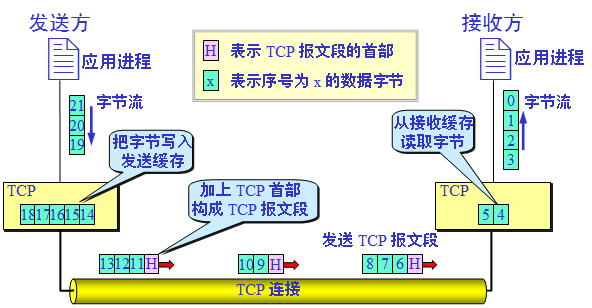 发送方
接收方
H 表示 TCP 报文段的首部
x 表示序号为 x 的数据字节
应用进程
应用进程
21
20
19
字节流
0
1
2
3
字节流
把字节写入
发送缓存
从接收缓存
读取字节
TCP
18 17 16 15 14
加上 TCP 首部
构成 TCP 报文段
TCP
5 4
发送 TCP 报文段
13 12 11 H
10 9 H
8 7 6 H
TCP 连接